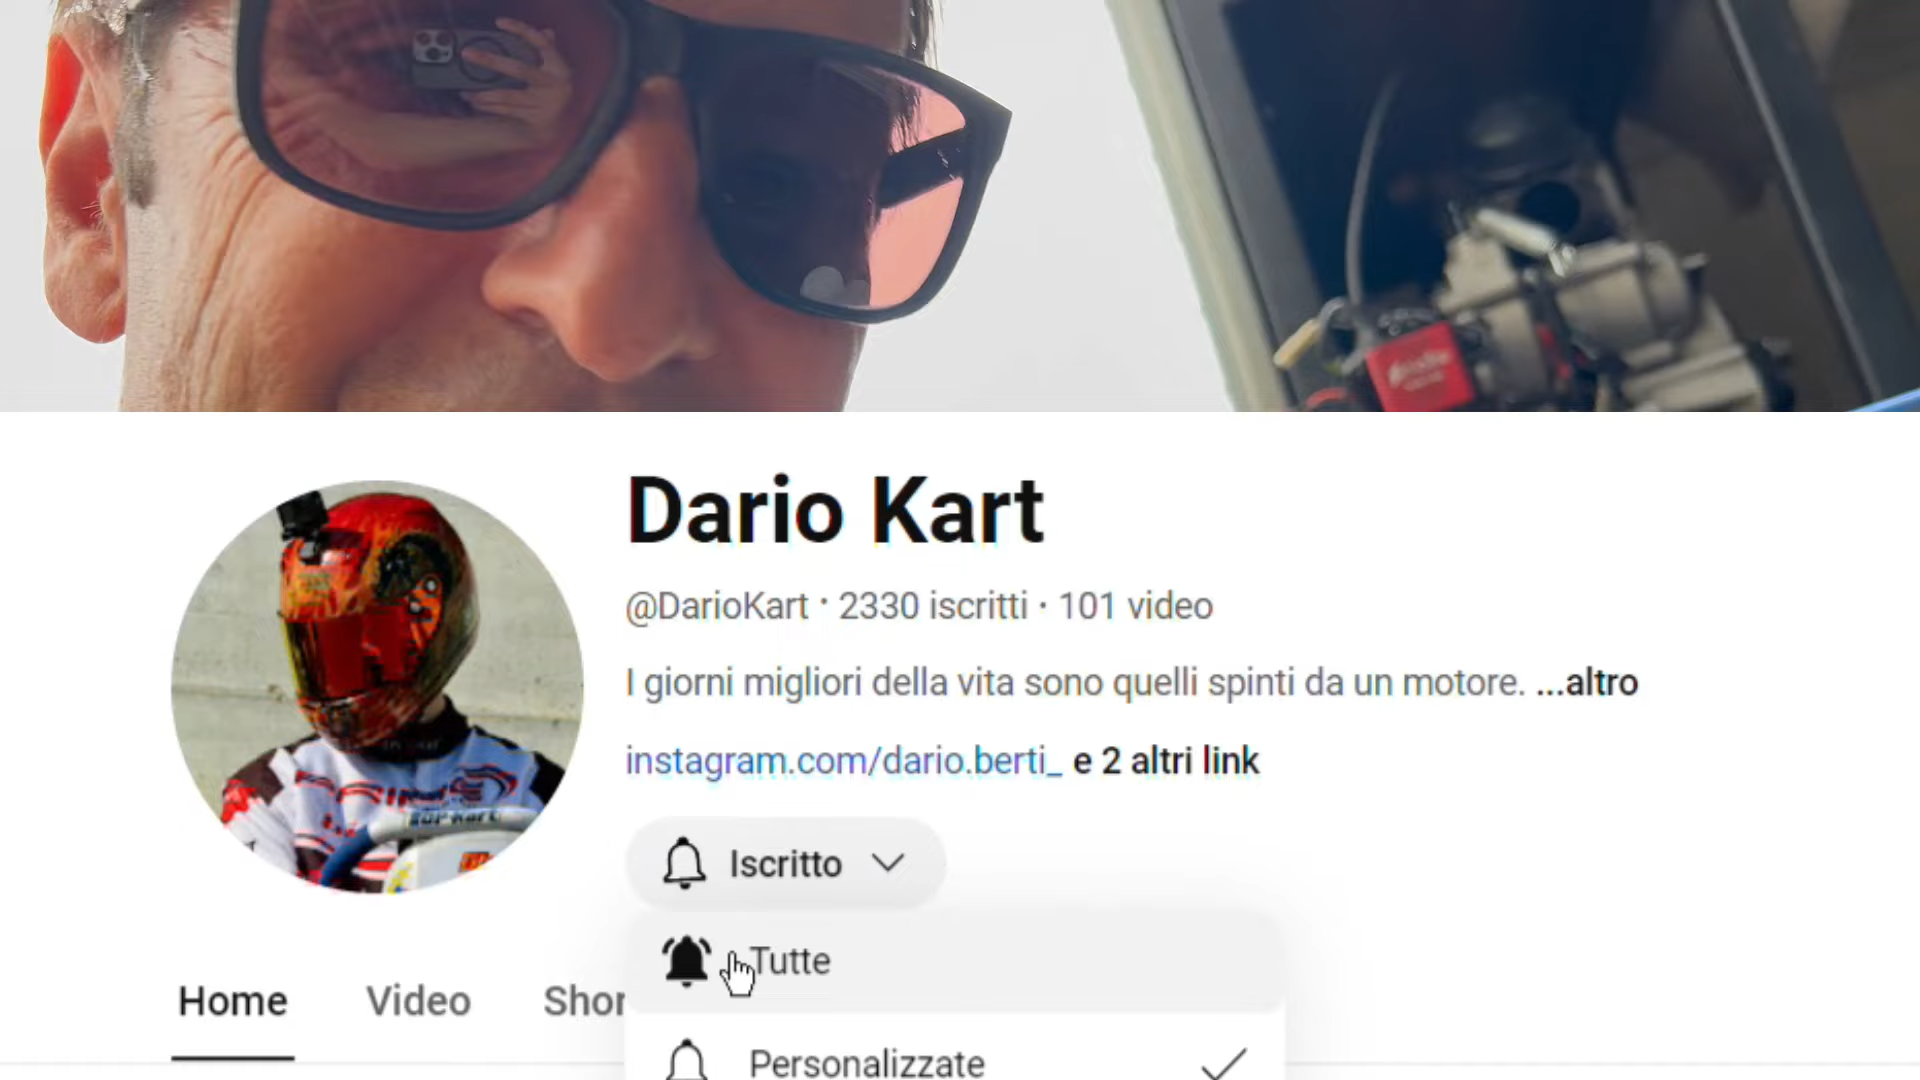 Dario Kart
@DarioKart · 2330 iscritti · 101 video
I giorni migliori della vita sono quelli spinti da un motore. ...altro
instagram.com/dario.berti_ e 2 altri link
Iscritto
Tutte
Home Video Shor
Personalizzate